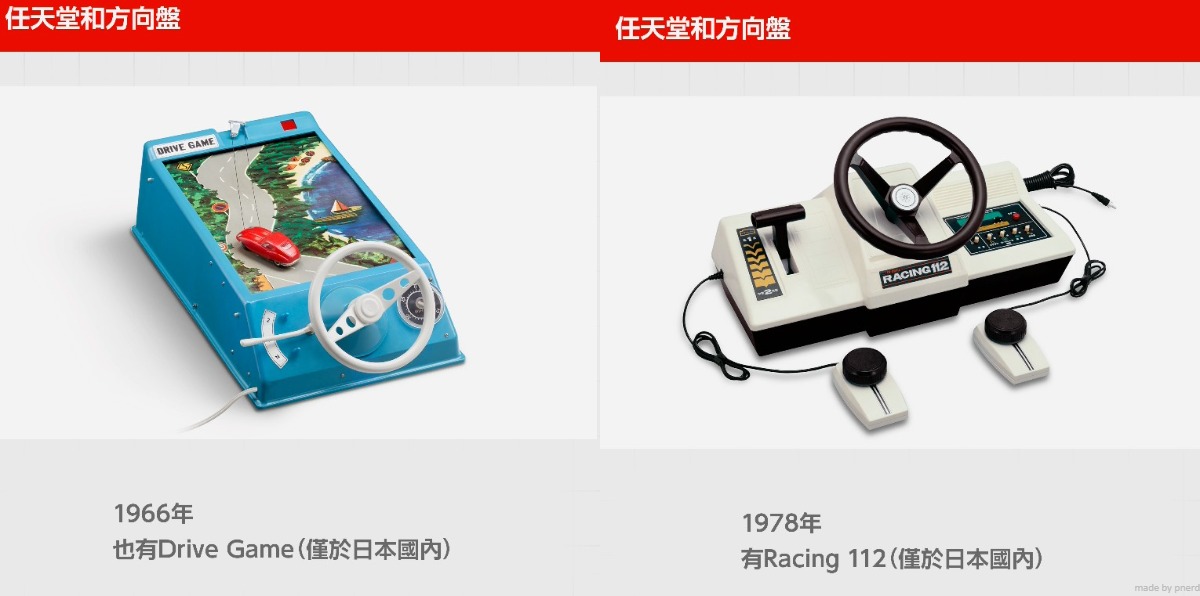 任天堂和方向盤
DRIVE GAME
1966年
也有Drive Game（僅於日本國內）
任天堂和方向盤
RACING 112
1978年
有Racing 112（僅於日本國內）
made by pnerd